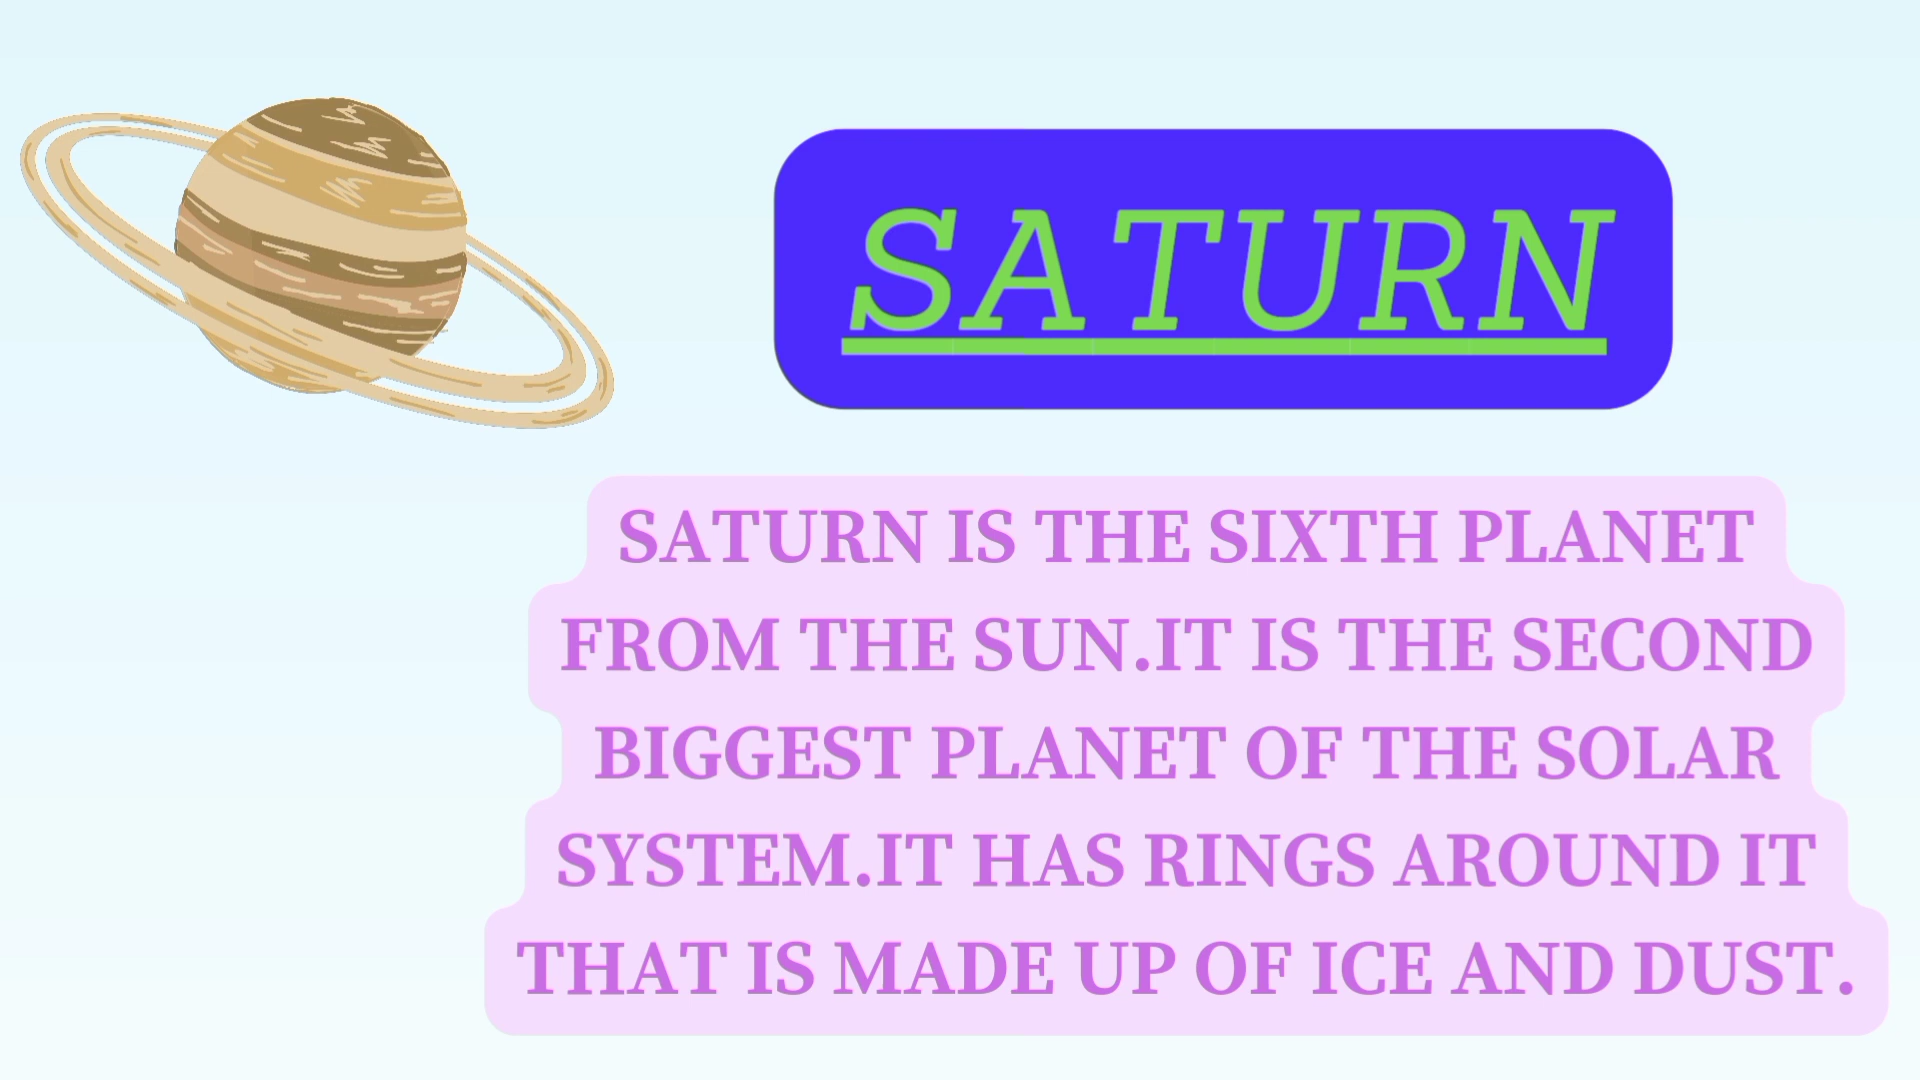 SATURN
SATURN IS THE SIXTH PLANET
FROM THE SUN.IT IS THE SECOND
BIGGEST PLANET OF THE SOLAR
SYSTEM.IT HAS RINGS AROUND IT
THAT IS MADE UP OF ICE AND DUST.